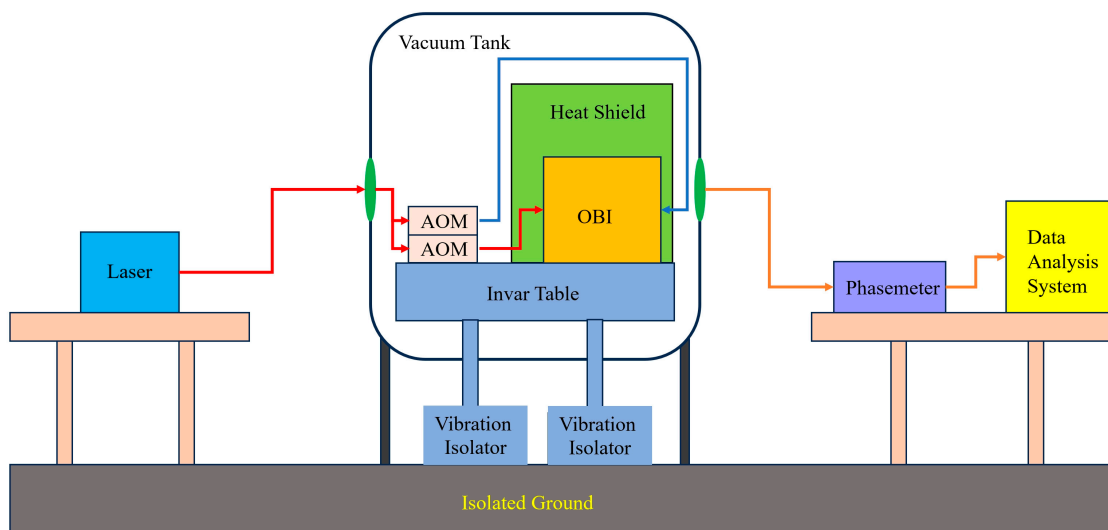 Vacuum Tank
Heat Shield
AOM
AOM
OBI
Laser
Invar Table
Phasemeter
Data
Analysis
System
Vibration
Isolator
Vibration
Isolator
Isolated Ground